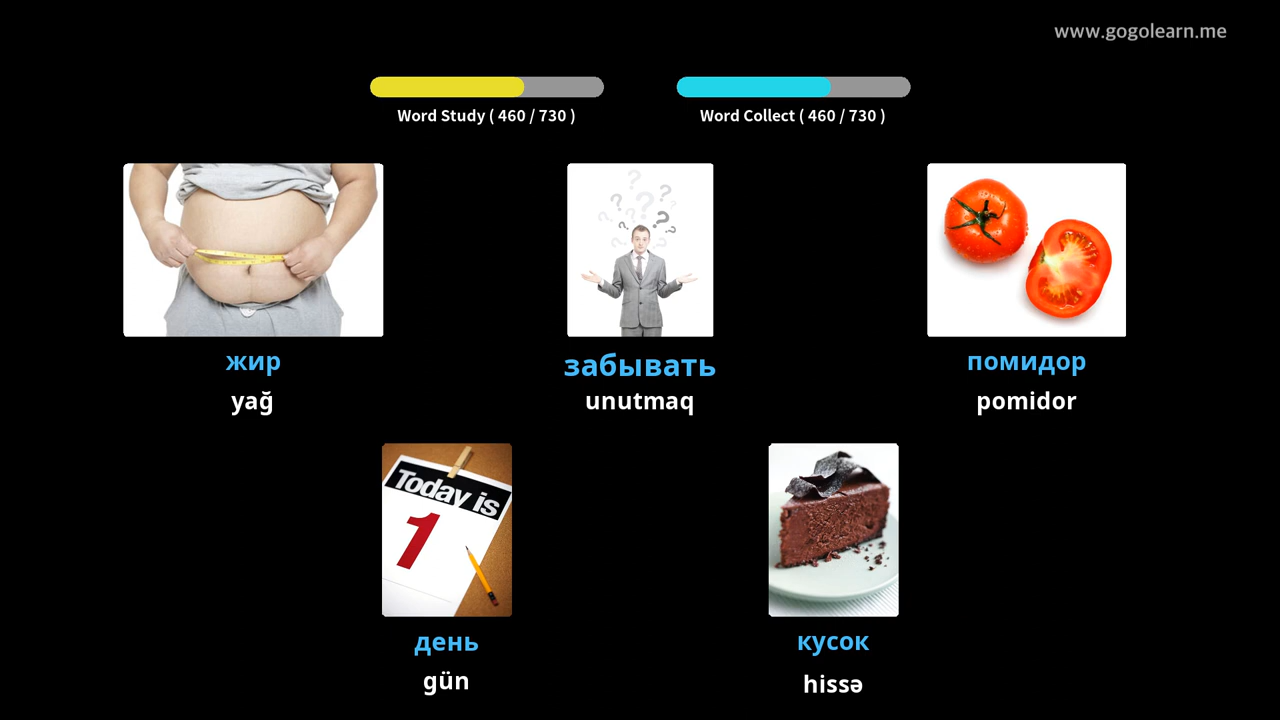 www.gogolearn.me
Word Study ( 460 / 730 )
Word Collect ( 460 / 730 )
? ? ? ? ? ? ? ? ?
жир
yağ
забывать
unutmaq
помидор
pomidor
Today is
1
день
gün
кусок
hissə